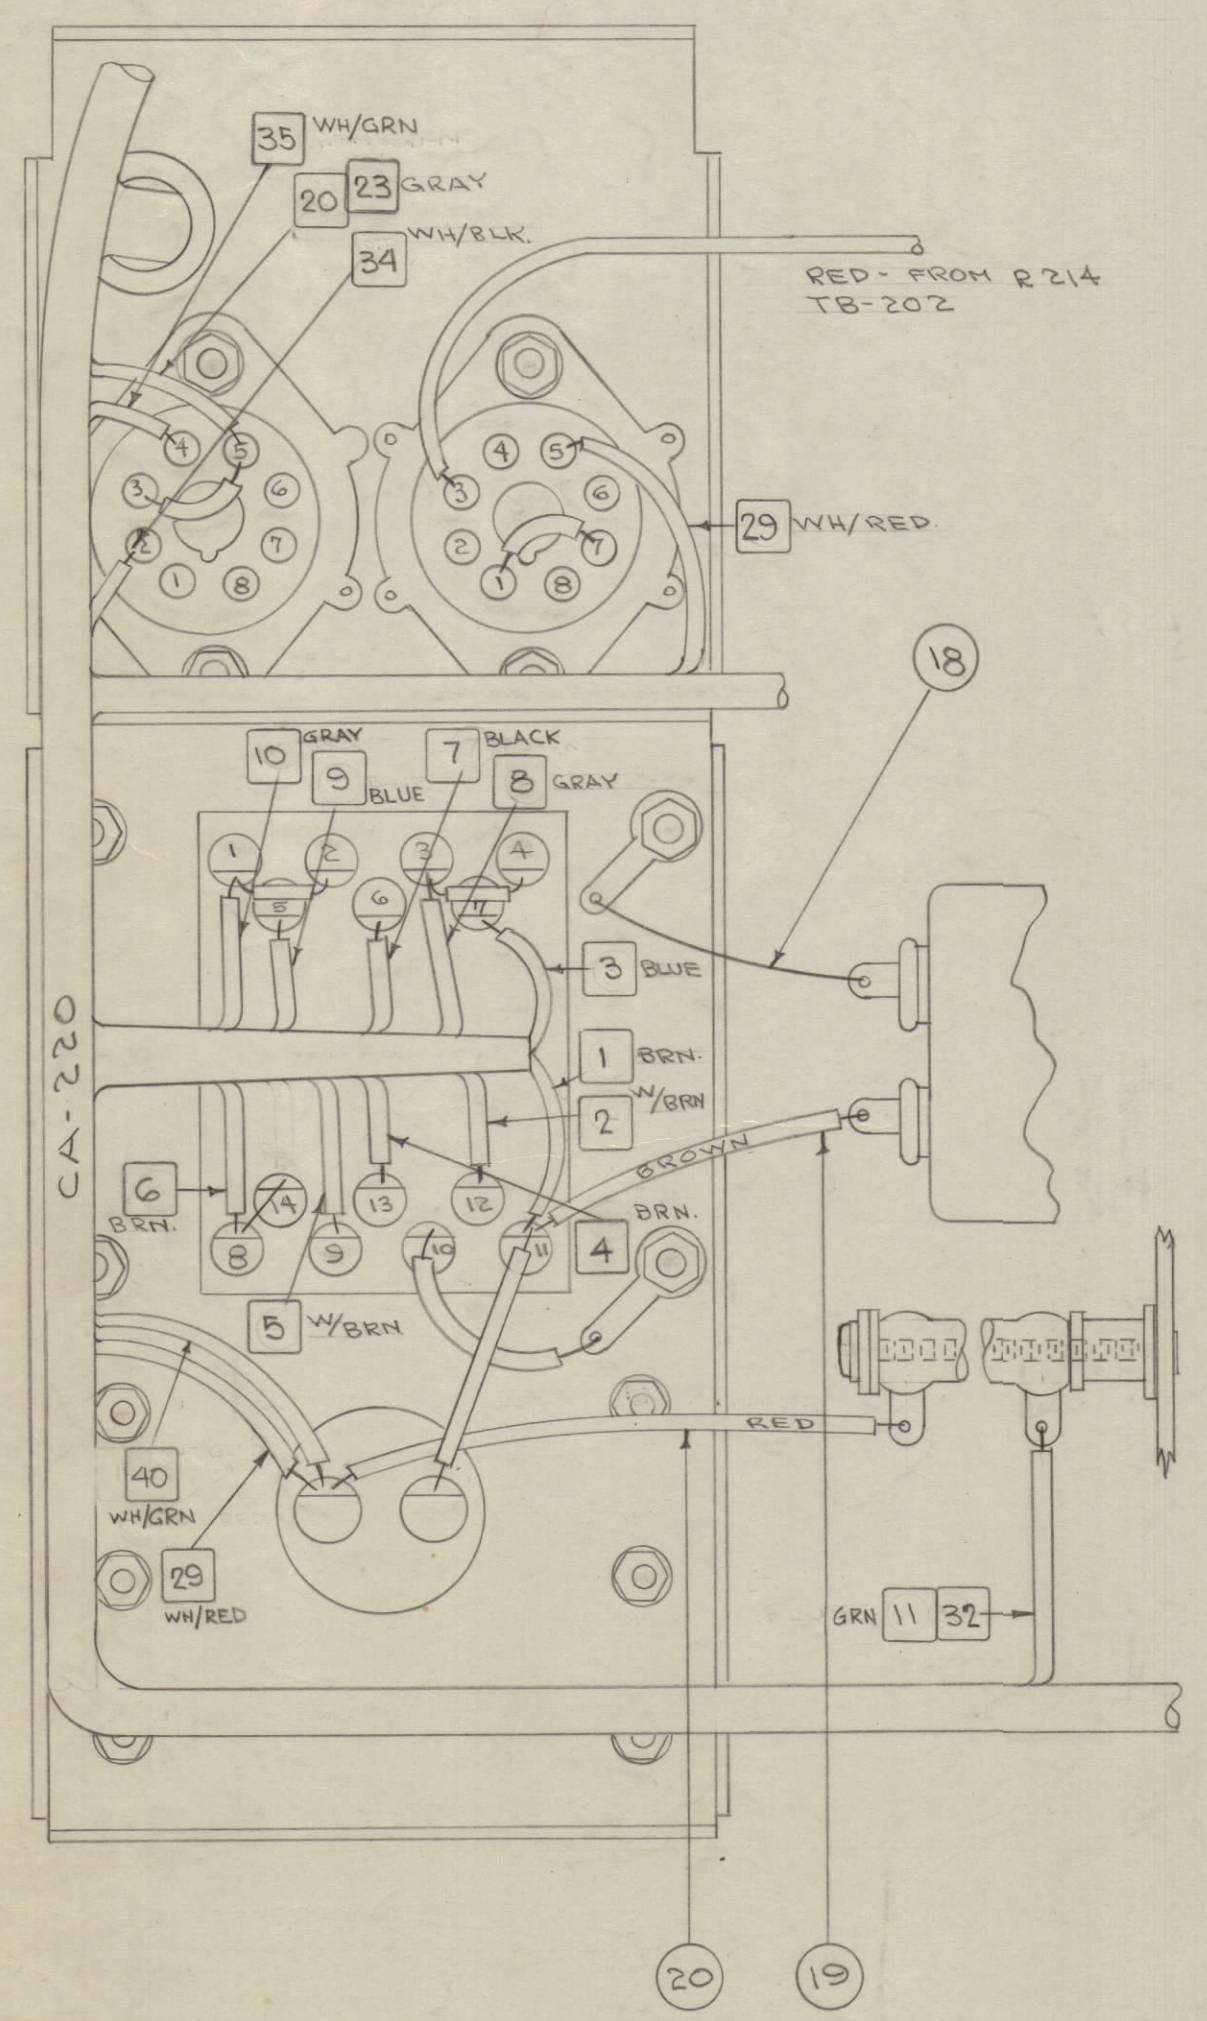 35 WH/GRN
20 23 GRAY
34 WH/BLK.
RED - FROM R 214
TB-202
4 5
3 6
2 7
1 8
4 5
3 6
2 7
1 8
29 WH/RED.
18
10 GRAY
9 BLUE
7 BLACK
8 GRAY
1 2 3 4
5 6 7
3 BLUE
CA-220
1 BRN.
2 W/BRN
BROWN
6 BRN.
14 13 12
8 9 10 11
4 BRN.
5 W/BRN
RED
40
WH/GRN
29
WH/RED
GRN 11 32
20 19